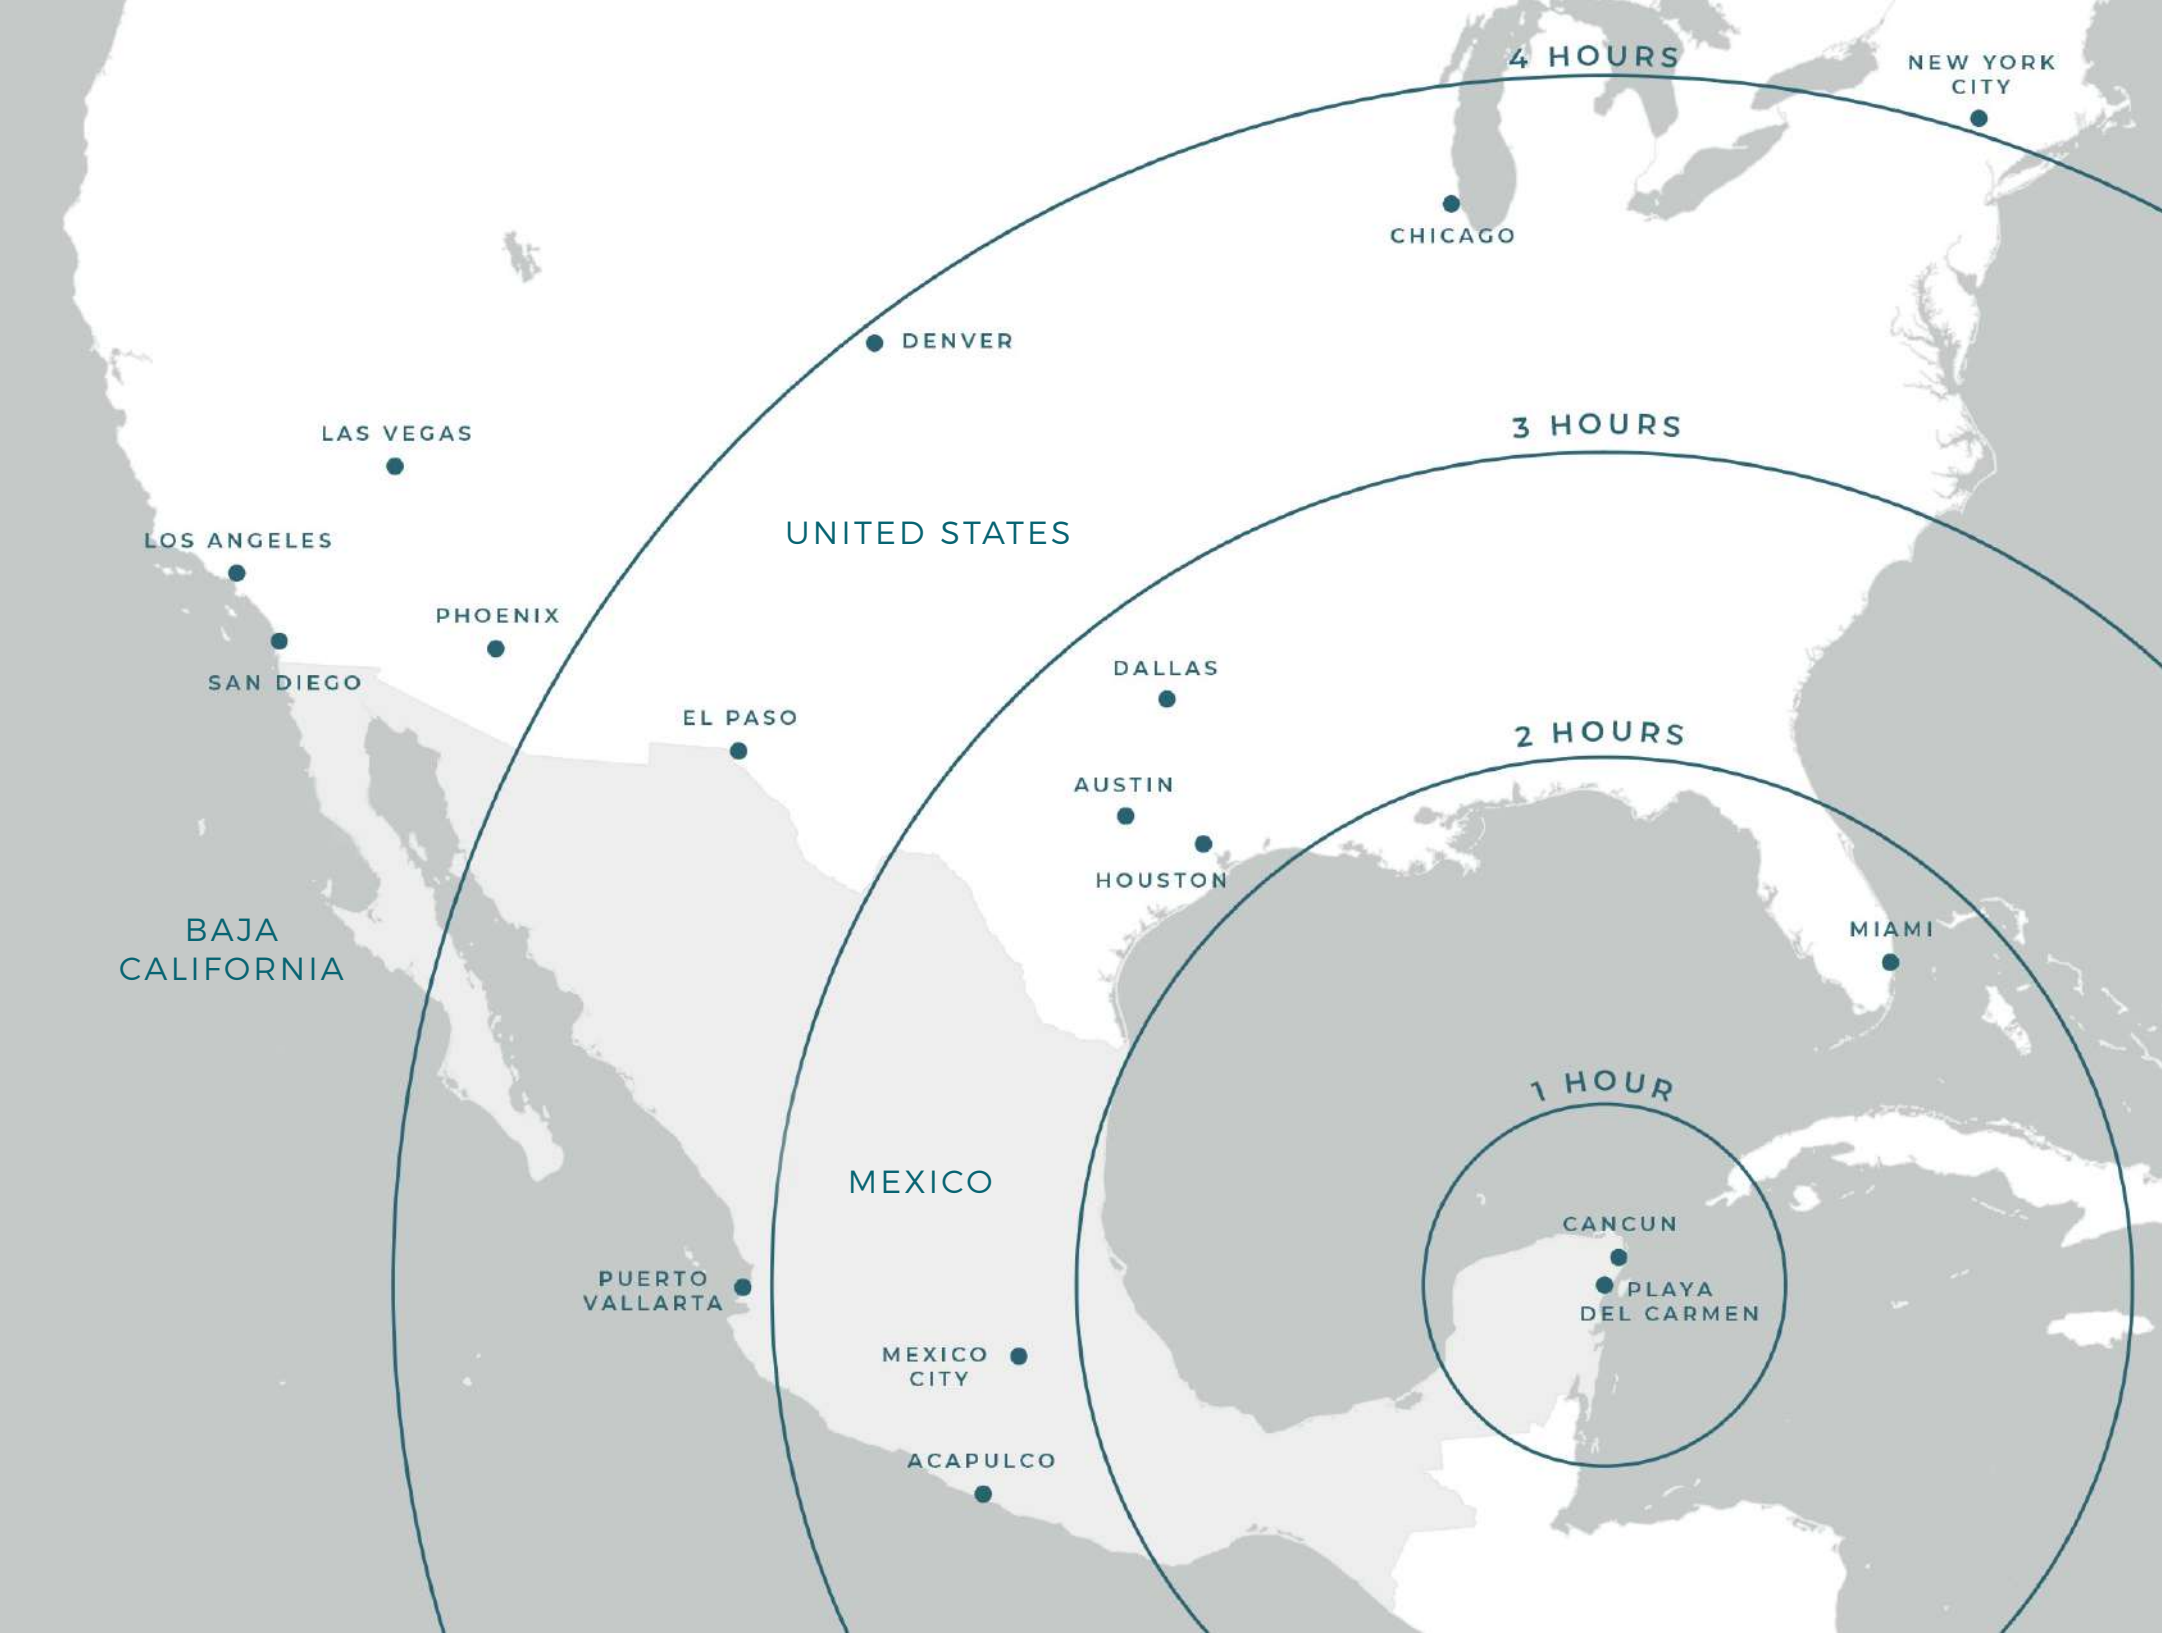 4 HOURS
NEW YORK
CITY
CHICAGO
DENVER
3 HOURS
LAS VEGAS
UNITED STATES
LOS ANGELES
PHOENIX
DALLAS
SAN DIEGO
EL PASO
2 HOURS
AUSTIN
HOUSTON
BAJA
CALIFORNIA
MIAMI
1 HOUR
MEXICO
CANCUN
PUERTO
VALLARTA
PLAYA
DEL CARMEN
MEXICO
CITY
ACAPULCO